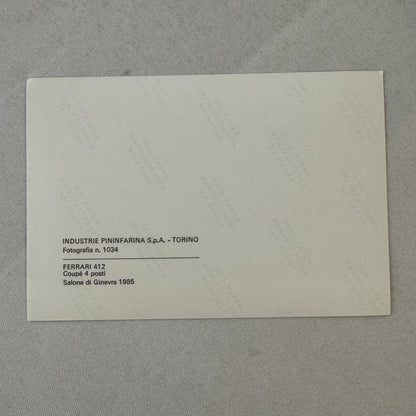 INDUSTRIE PININFARINA S.p.A. - TORINO
Fotografia n. 1034
FERRARI 412
Coupé 4 posti
Salone di Ginevra 1985